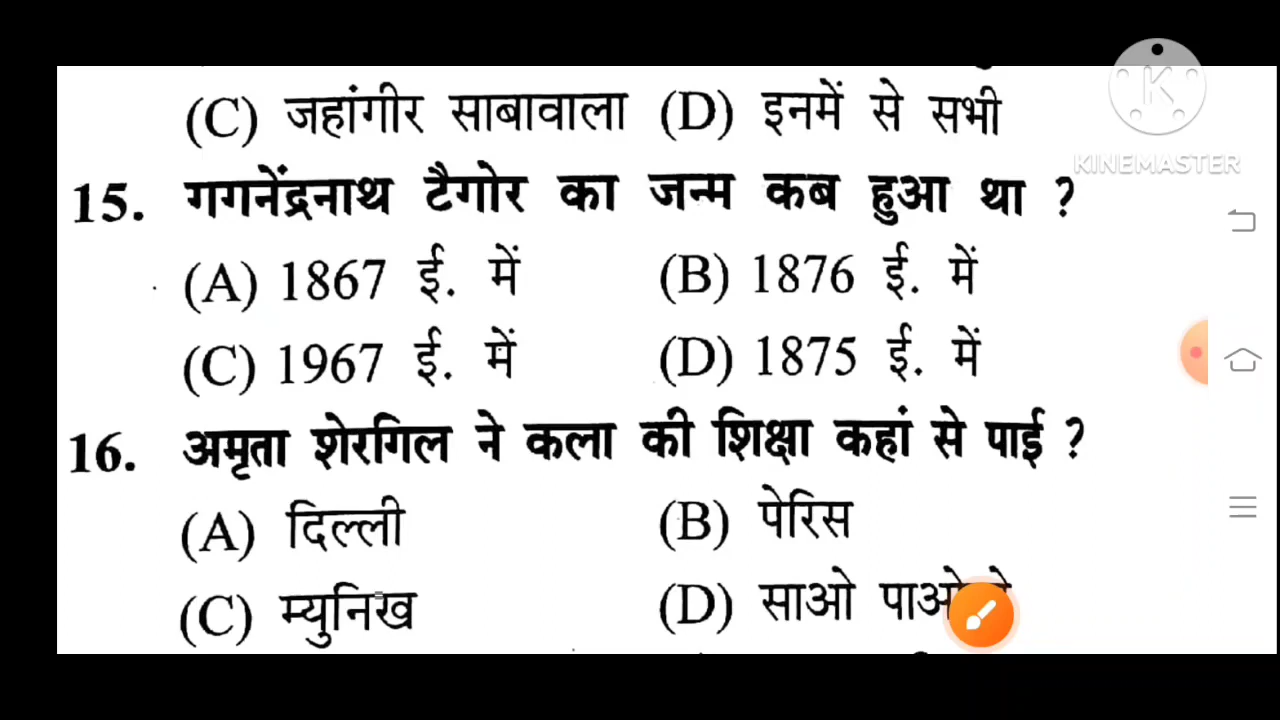 (C) जहांगीर साबावाला (D) इनमें से सभी
KINEMASTER
15. गगनेंद्रनाथ टैगोर का जन्म कब हुआ था ?
(A) 1867 ई. में (B) 1876 ई. में
(C) 1967 ई. में (D) 1875 ई. में
16. अमृता शेरगिल ने कला की शिक्षा कहां से पाई ?
(A) दिल्ली (B) पेरिस
(C) म्युनिख (D) साओ